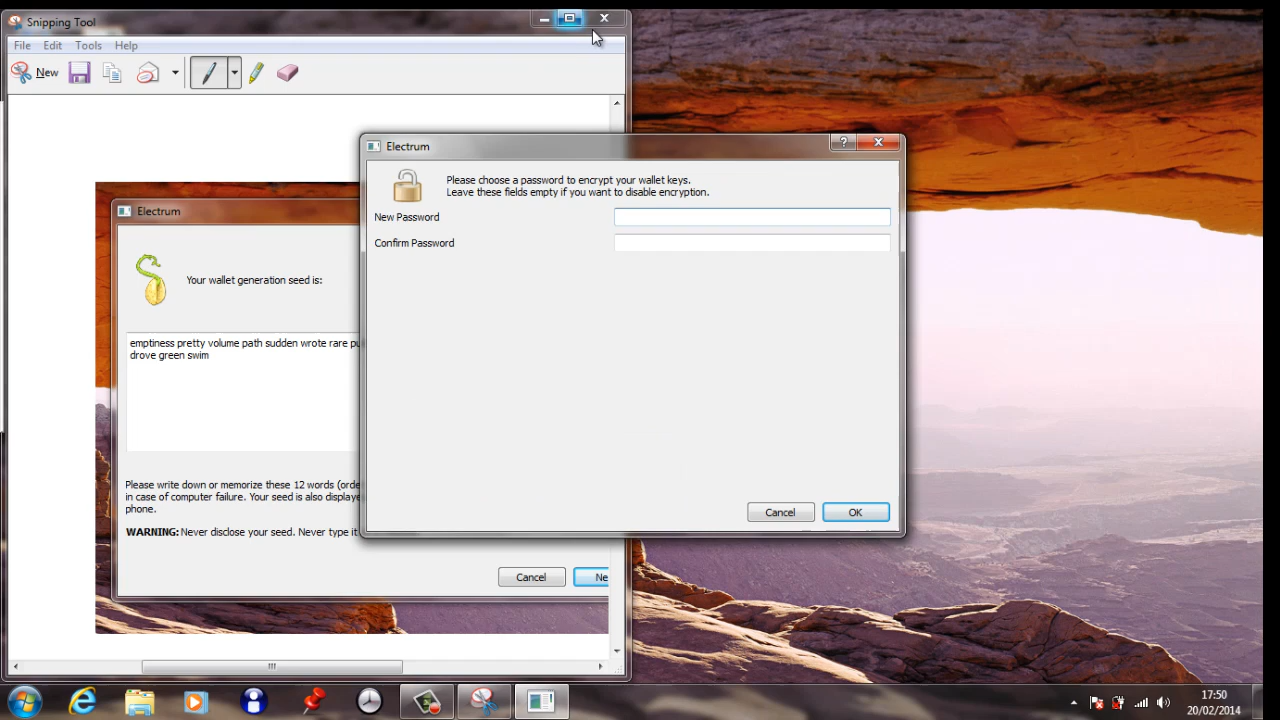 Snipping Tool
File Edit Tools Help
New
Electrum
Please choose a password to encrypt your wallet keys.
Leave these fields empty if you want to disable encryption.
New Password
Confirm Password
Cancel OK
Electrum
Your wallet generation seed is:
emptiness pretty volume path sudden wrote rare
drove green swim
Please write down or memorize these 12 words
in case of computer failure. Your seed is also
phone.
WARNING: Never disclose your seed. Never type it
Cancel
17:50
20/02/2014